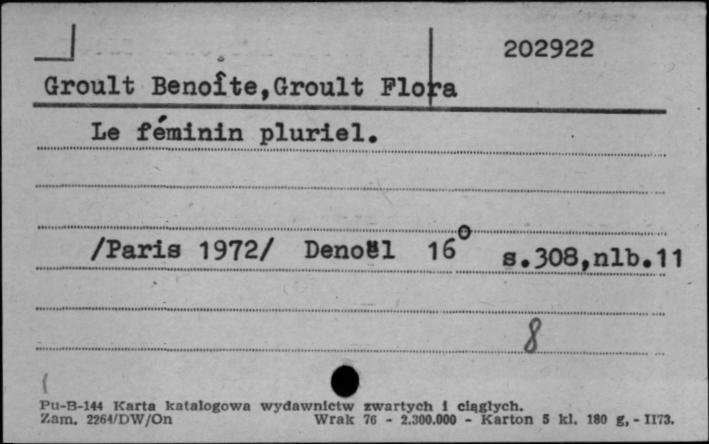 202922
Groult Benoîte,Groult Flora
Le féminin pluriel.
/Paris 1972/ Denoël 16° s.308,nlb.11
8
Pu-B-144 Karta katalogowa wydawnictw zwartych i ciągłych.
Zam. 2264/DW/On Wrak 76 - 2.300.000 - Karton 5 kl. 180 g, - II73.